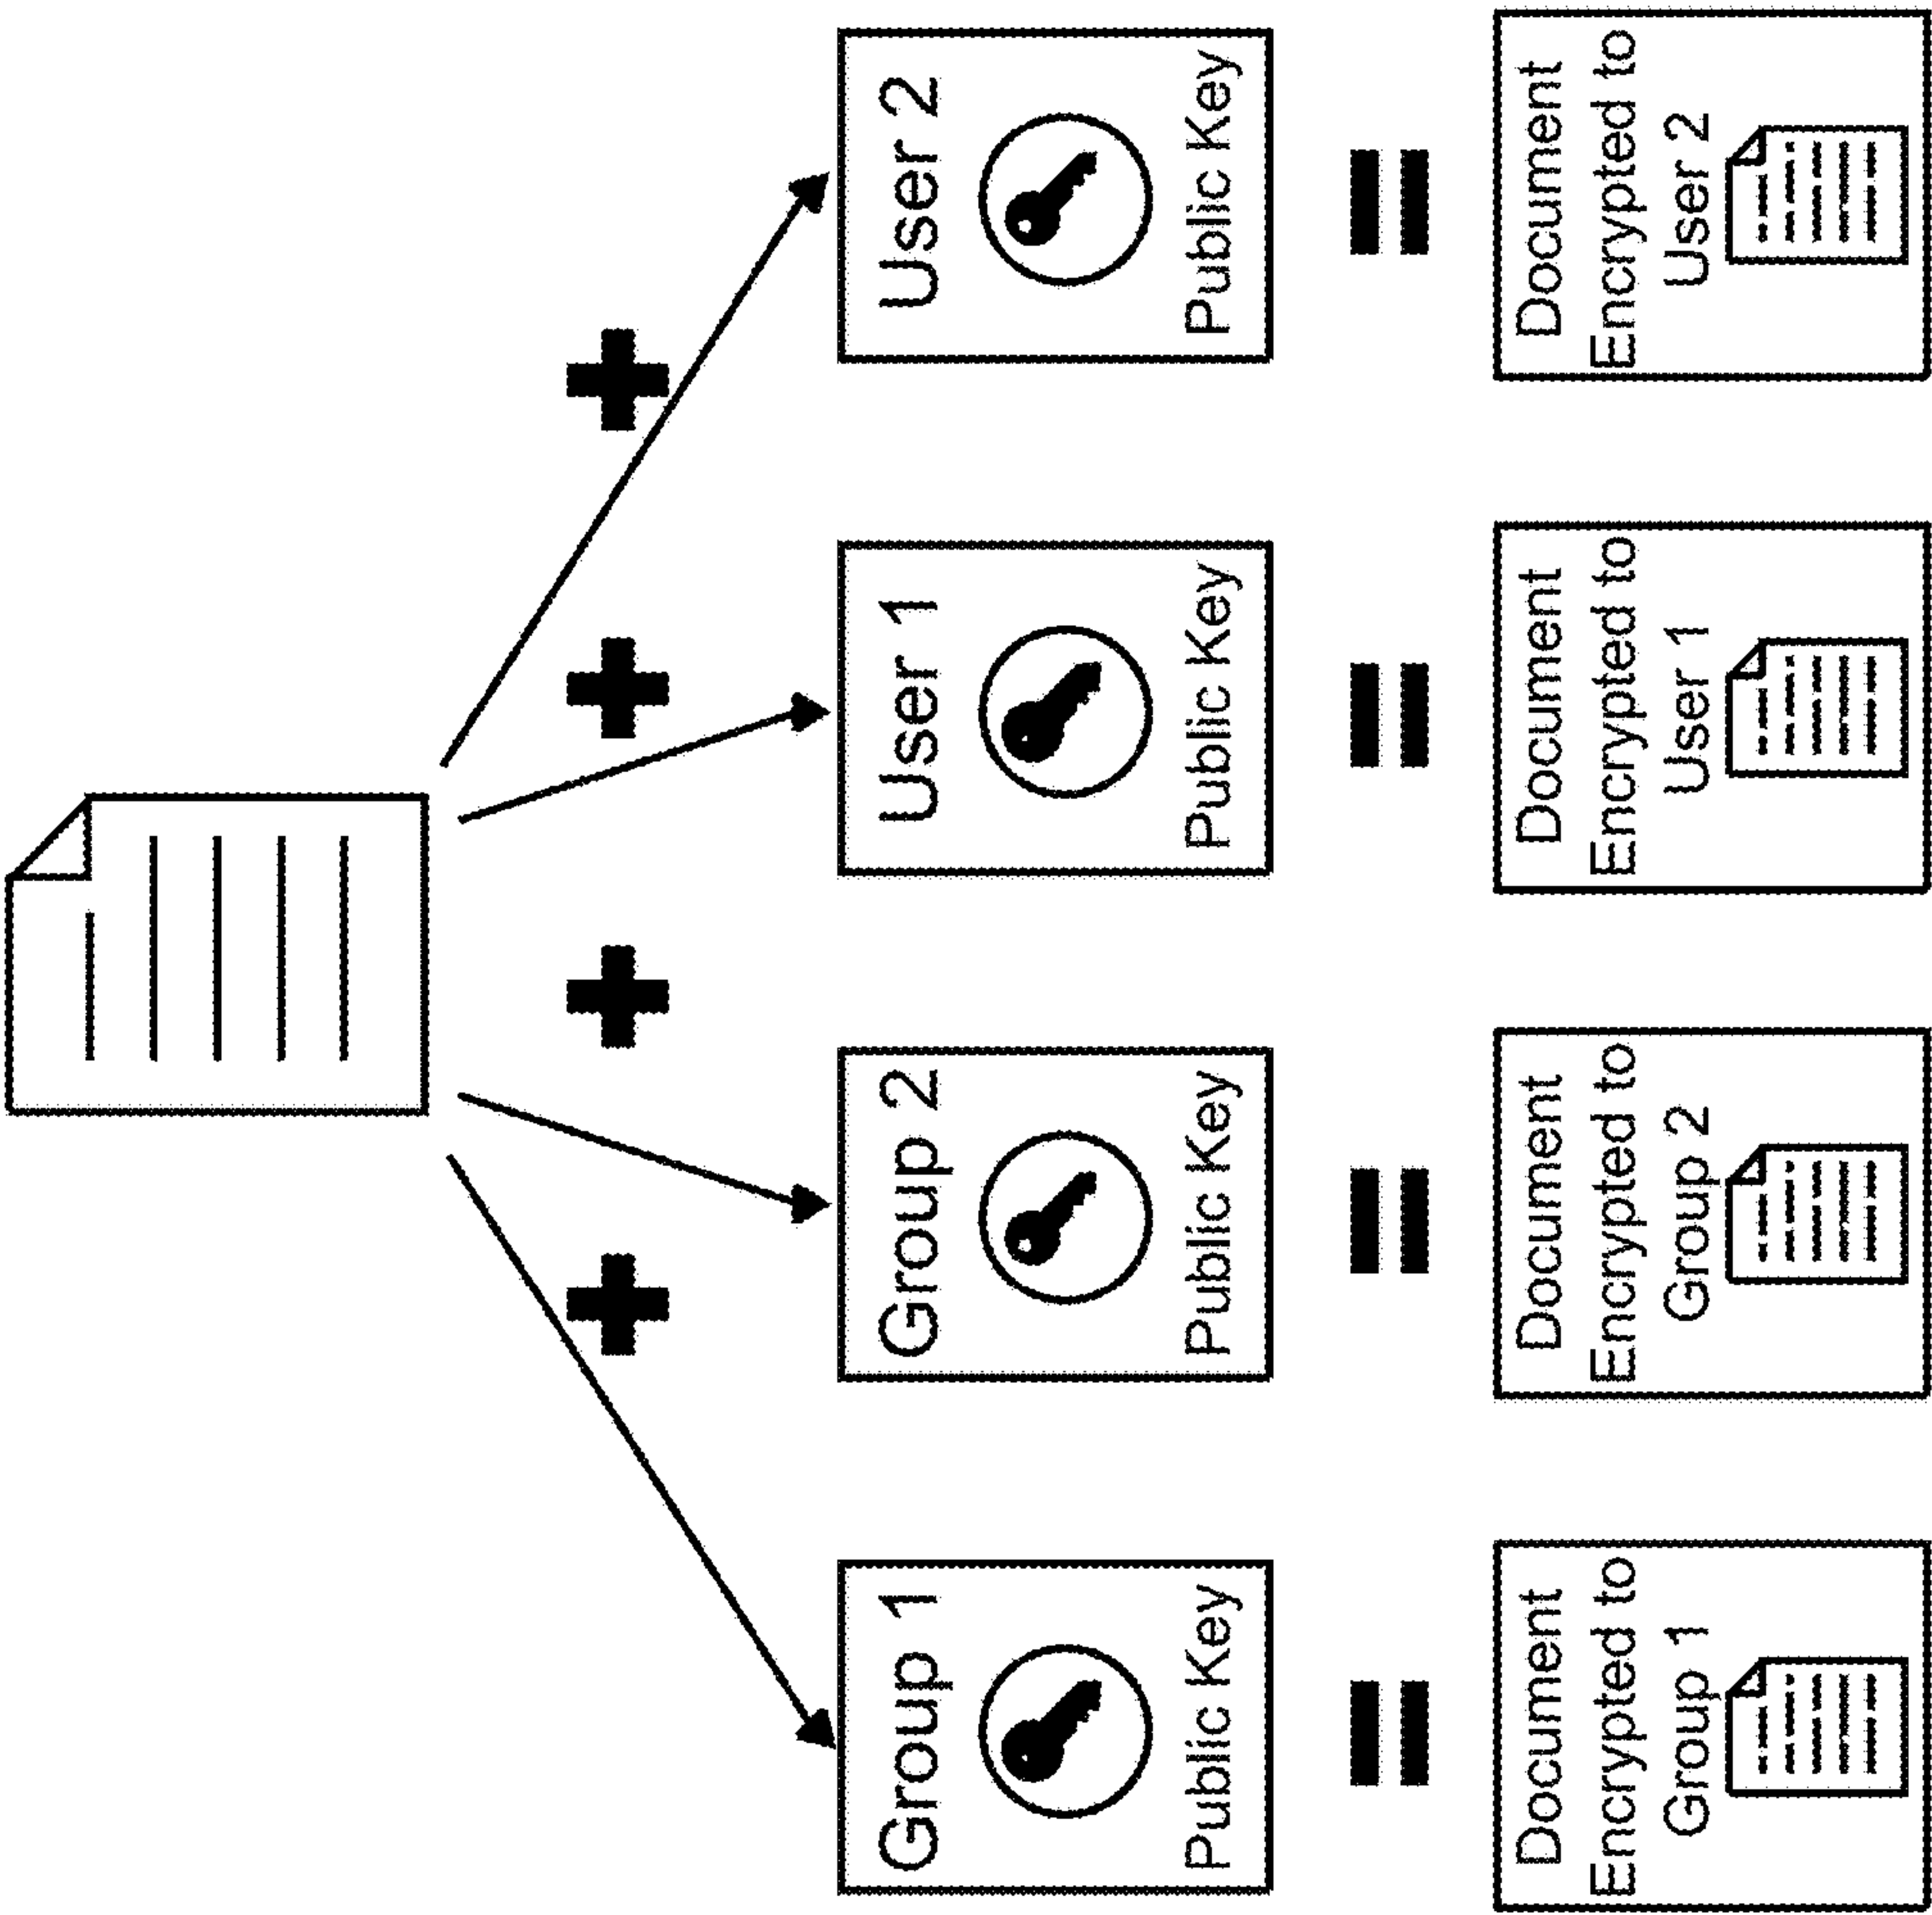 Group 1
Public Key
Group 2
Public Key
User 1
Public Key
User 2
Public Key
Document
Encrypted to
Group 1
Document
Encrypted to
Group 2
Document
Encrypted to
User 1
Document
Encrypted to
User 2